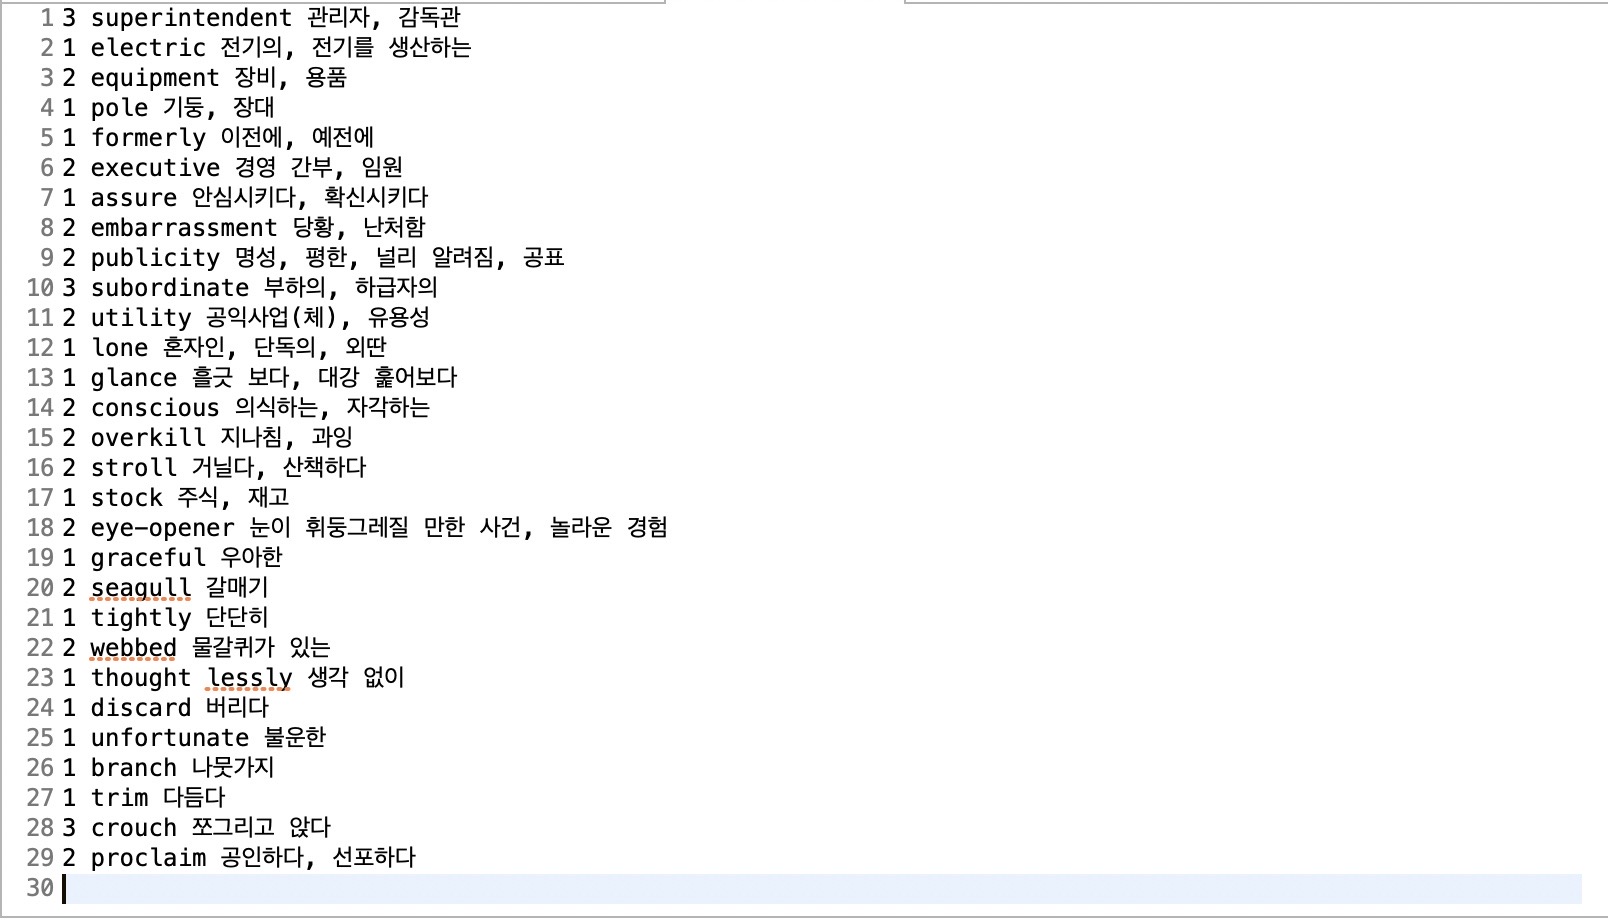 1 3 superintendent 관리자, 감독관
2 1 electric 전기의, 전기를 생산하는
3 2 equipment 장비, 용품
4 1 pole 기둥, 장대
5 1 formerly 이전에, 예전에
6 2 executive 경영 간부, 임원
7 1 assure 안심시키다, 확신시키다
8 2 embarrassment 당황, 난처함
9 2 publicity 명성, 평한, 널리 알려짐, 공표
10 3 subordinate 부하의, 하급자의
11 2 utility 공익사업(체), 유용성
12 1 lone 혼자인, 단독의, 외딴
13 1 glance 흘긋 보다, 대강 훑어보다
14 2 conscious 의식하는, 자각하는
15 2 overkill 지나침, 과잉
16 2 stroll 거닐다, 산책하다
17 1 stock 주식, 재고
18 2 eye-opener 눈이 휘둥그레질 만한 사건, 놀라운 경험
19 1 graceful 우아한
20 2 seagull 갈매기
21 1 tightly 단단히
22 2 webbed 물갈퀴가 있는
23 1 thought lessly 생각 없이
24 1 discard 버리다
25 1 unfortunate 불운한
26 1 branch 나뭇가지
27 1 trim 다듬다
28 3 crouch 쪼그리고 앉다
29 2 proclaim 공인하다, 선포하다
30